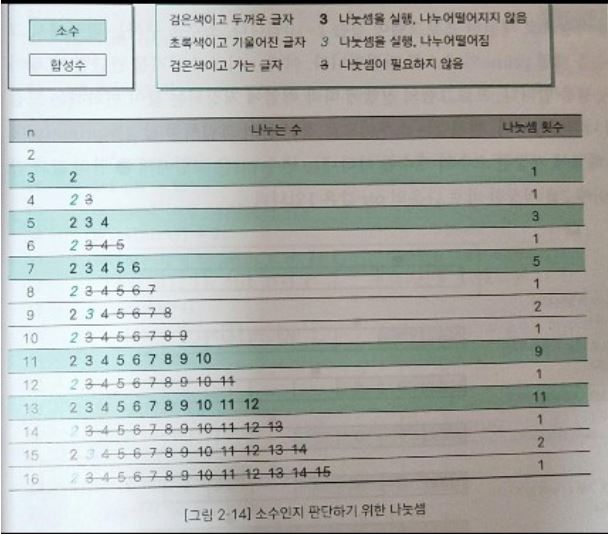 소수
합성수
검은색이고 두꺼운 글자 3 나눗셈을 실행, 나누어떨어지지 않음
초록색이고 기울어진 글자 3 나눗셈을 실행, 나누어떨어짐
검은색이고 가는 글자 3 나눗셈이 필요하지 않음
n 나누는 수 나눗셈 횟수
2
3 2 1
4 2 3 1
5 2 3 4 3
6 2 3 4 5 1
7 2 3 4 5 6 5
8 2 3 4 5 6 7 1
9 2 3 4 5 6 7 8 2
10 2 3 4 5 6 7 8 9 1
11 2 3 4 5 6 7 8 9 10 9
12 2 3 4 5 6 7 8 9 10 11 1
13 2 3 4 5 6 7 8 9 10 11 12 11
14 2 3 4 5 6 7 8 9 10 11 12 13 1
15 2 3 4 5 6 7 8 9 10 11 12 13 14 2
16 2 3 4 5 6 7 8 9 10 11 12 13 14 15 1
[그림 2-14] 소수인지 판단하기 위한 나눗셈